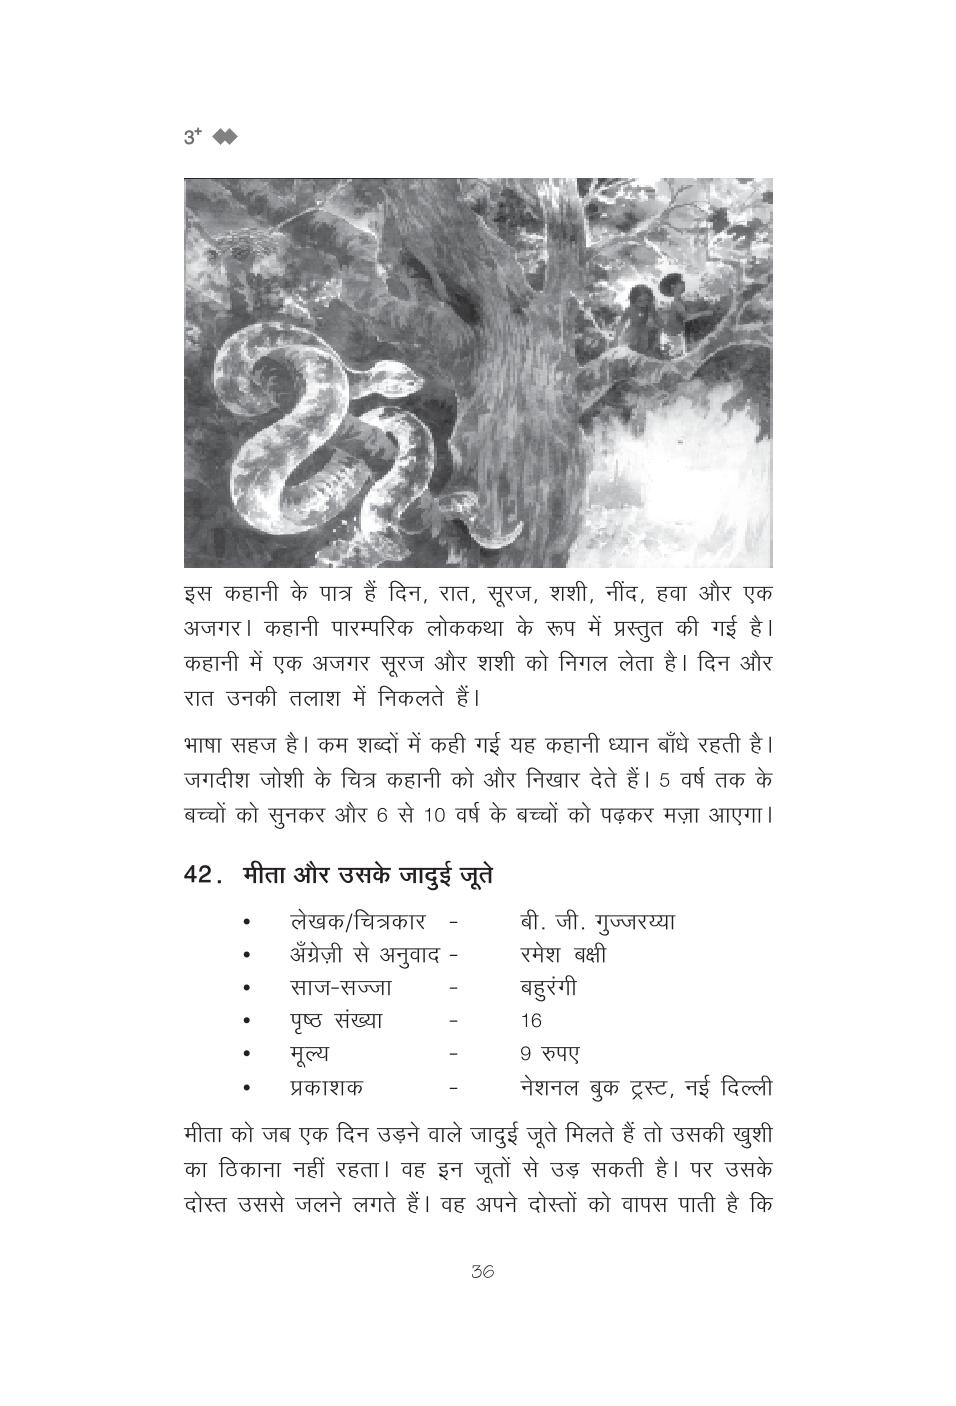 3+
इस कहानी के पात्र हैं दिन, रात, सूरज, शशी, नींद, हवा और एक
अजगर। कहानी पारम्परिक लोककथा के रूप में प्रस्तुत की गई है।
कहानी में एक अजगर सूरज और शशी को निगल लेता है। दिन और
रात उनकी तलाश में निकलते हैं।
भाषा सहज है। कम शब्दों में कही गई यह कहानी ध्यान बाँधे रहती है।
जगदीश जोशी के चित्र कहानी को और निखार देते हैं। 5 वर्ष तक के
बच्चों को सुनकर और 6 से 10 वर्ष के बच्चों को पढ़कर मज़ा आएगा।
42. मीता और उसके जादुई जूते
• लेखक/चित्रकार - बी. जी. गुज्जरय्या
• अँग्रेज़ी से अनुवाद - रमेश बक्षी
• साज-सज्जा - बहुरंगी
• पृष्ठ संख्या - 16
• मूल्य - 9 रुपए
• प्रकाशक - नेशनल बुक ट्रस्ट, नई दिल्ली
मीता को जब एक दिन उड़ने वाले जादुई जूते मिलते हैं तो उसकी खुशी
का ठिकाना नहीं रहता। वह इन जूतों से उड़ सकती है। पर उसके
दोस्त उससे जलने लगते हैं। वह अपने दोस्तों को वापस पाती है कि
36